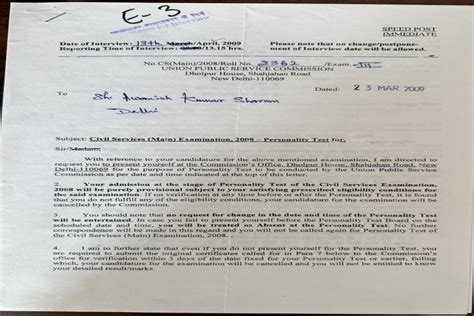 E-3
SPEED POST
IMMEDIATE
Date of Interview: 13th, March/April, 2009
Reporting Time of Interview: 13.15 hrs.
Please note that no change/postpone-
ment of Interview date will be allowed.
No.CS(Main)/2008/Roll No. 3362 /Exam.-III
UNION PUBLIC SERVICE COMMISSION
Dholpur House, Shahjahan Road
New Delhi-110069
Dated: 23 MAR 2009
To
Sh. Awanish Kumar Sharan
Delhi
Subject: Civil Services (Main) Examination, 2008 – Personality Test for.
Sir/Madam,
With reference to your candidature for the above mentioned examination, I am directed to
request you to present yourself at the Commission's Office, Dholpur House, Shahjahan Road, New
Delhi-110069 for the purpose of Personality Test to be conducted by the Union Public Service
Commission as per date and time indicated at the top of this letter.
2. Your admission at the stage of Personality Test of the Civil Services Examination,
2008 will be purely provisional subject to your satisfying prescribed eligibility conditions for
the said examination. If on verification at any time before or after the Personality Test, it is found
that you do not fulfill any of the eligibility conditions, your candidature for the examination will be
cancelled by the Commission.
3. You should note that no request for change in the date and time of the Personality Test
will be entertained. In case you fail to present yourself before the Personality Test Board on the
scheduled date and time, you will be treated as Absent at the Personality Test. No further
correspondence will be made in this regard and you will not be called again for Personality Test of
the Civil Services (Main) Examination, 2008.
4. I am to further state that even if you do not present yourself for the Personality Test, you
are required to submit the original certificates called for in Para 7 below to the Commission's
office for verification within 3 days of the date fixed for your Personality Test or earlier, failing
which, your candidature for the examination will be cancelled and you will not be entitled to know
your detailed result/marks.